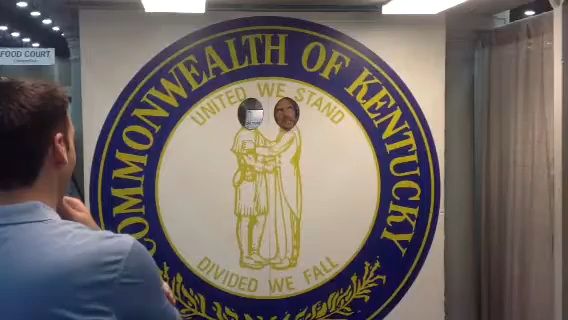 FOOD COURT
COMMONWEALTH OF KENTUCKY
UNITED WE STAND
DIVIDED WE FALL